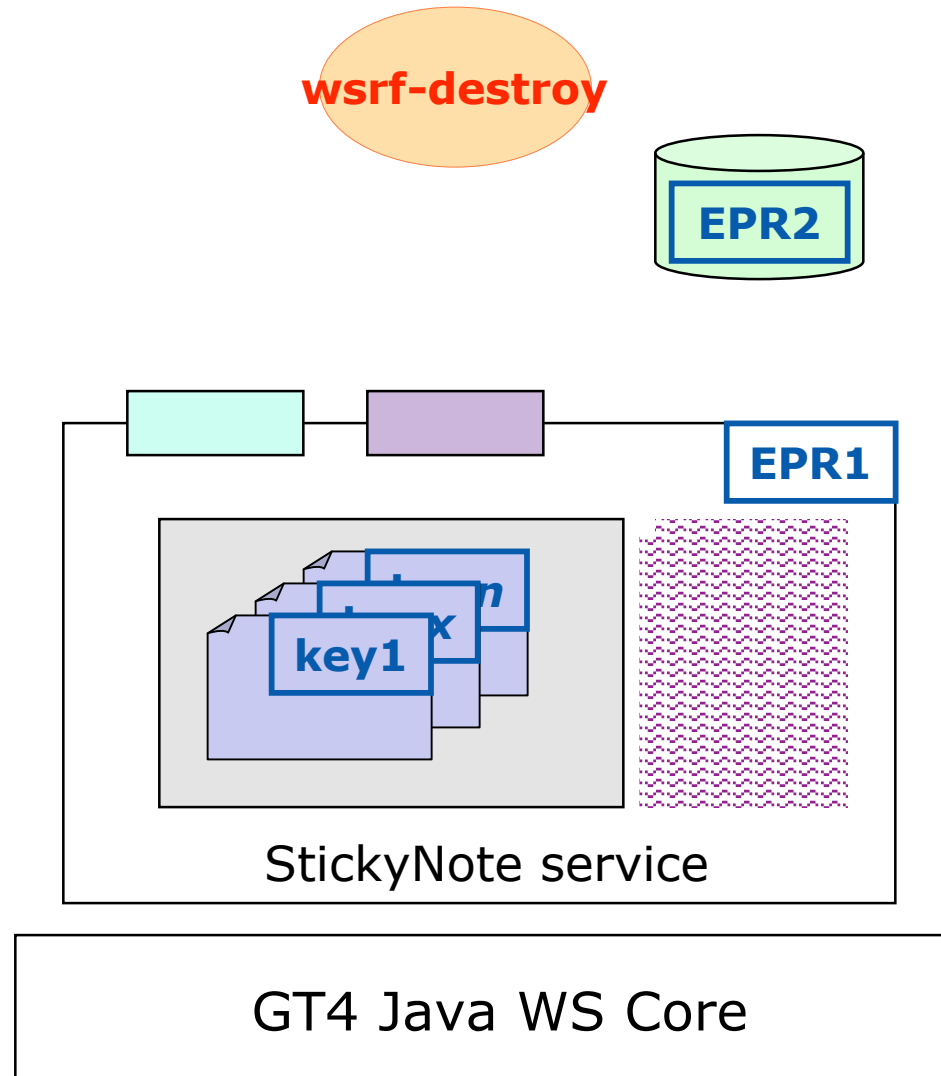 wsrf-destroy
EPR2
EPR1
n
x
key1
StickyNote service
GT4 Java WS Core